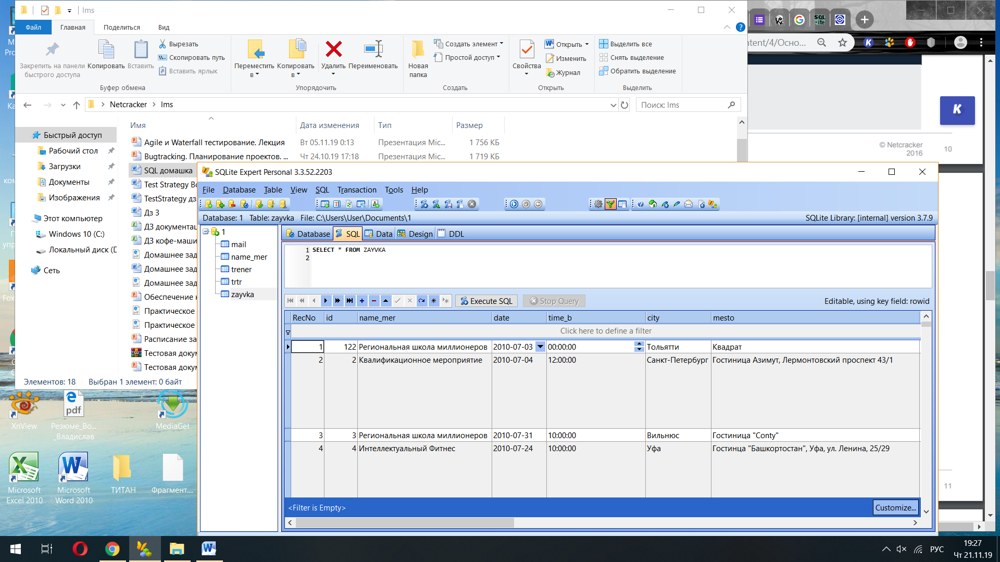 lms
Файл
Главная
Поделиться
Вид
Закрепить на панели быстрого доступа
Копировать
Вставить
Вырезать
Скопировать путь
Вставить ярлык
Буфер обмена
Переместить в
Копировать в
Удалить
Переименовать
Упорядочить
Новая папка
Создать элемент
Простой доступ
Создать
Свойства
Открыть
Изменить
Журнал
Открыть
Выделить все
Снять выделение
Обратить выделение
Выделить
Netcracker
lms
Поиск: lms
Быстрый доступ
Рабочий стол
Загрузки
Документы
Изображения
Этот компьютер
Windows 10 (C:)
Локальный диск (D
Сеть
Имя
Дата изменения
Тип
Размер
Agile и Waterfall тестирование. Лекция
Вт 05.11.19 0:13
Презентация Mic...
1 756 КБ
Bugtracking. Планирование проектов. ...
Чт 24.10.19 17:18
Презентация Mic...
1 719 КБ
SQL домашка
Test Strategy Во
TestStrategy дз
Дз 3
ДЗ документац
ДЗ кофе-маши
Домашнее зад
Домашнее зад
Домашнее зад
Обеспечение к
Практическое
Практическое
Расписание за
Тестовая докум
Тестовая докум
Элементов: 18
Выбран 1 элемент: 0 байт
SQLite Expert Personal 3.3.52.2203
File
Database
Table
View
SQL
Transaction
Tools
Help
Database: 1 Table: zayvka File: C:\Users\User\Documents\1
SQLite Library: [internal] version 3.7.9
1
mail
name_mer
trener
trtr
zayvka
Database
SQL
Data
Design
DDL
1 SELECT * FROM ZAYVKA
2
Execute SQL
Stop Query
Editable, using key field: rowid
RecNo id name_mer date time_b city mesto
Click here to define a filter
1 122 Региональная школа миллионеров 2010-07-03 00:00:00 Тольятти Квадрат
2 2 Квалификационное мероприятие 2010-07-04 12:00:00 Санкт-Петербург Гостиница Азимут, Лермонтовский проспект 43/1
3 3 Региональная школа миллионеров 2010-07-31 10:00:00 Вильнюс Гостиница "Conty"
4 4 Интеллектуальный Фитнес 2010-07-24 10:00:00 Уфа Гостинца "Башкортостан", Уфа, ул. Ленина, 25/29
<Filter is Empty>
Customize...
ntent/4/Осно...
SQL
-ite
K
© Netcracker
2016
10
11
XnView
pdf
Резюме_Во...
_Владислав
MediaGet
Microsoft
Excel 2010
Microsoft
Word 2010
ТИТАН
Фрагмент....
РУС
19:27
Чт 21.11.19